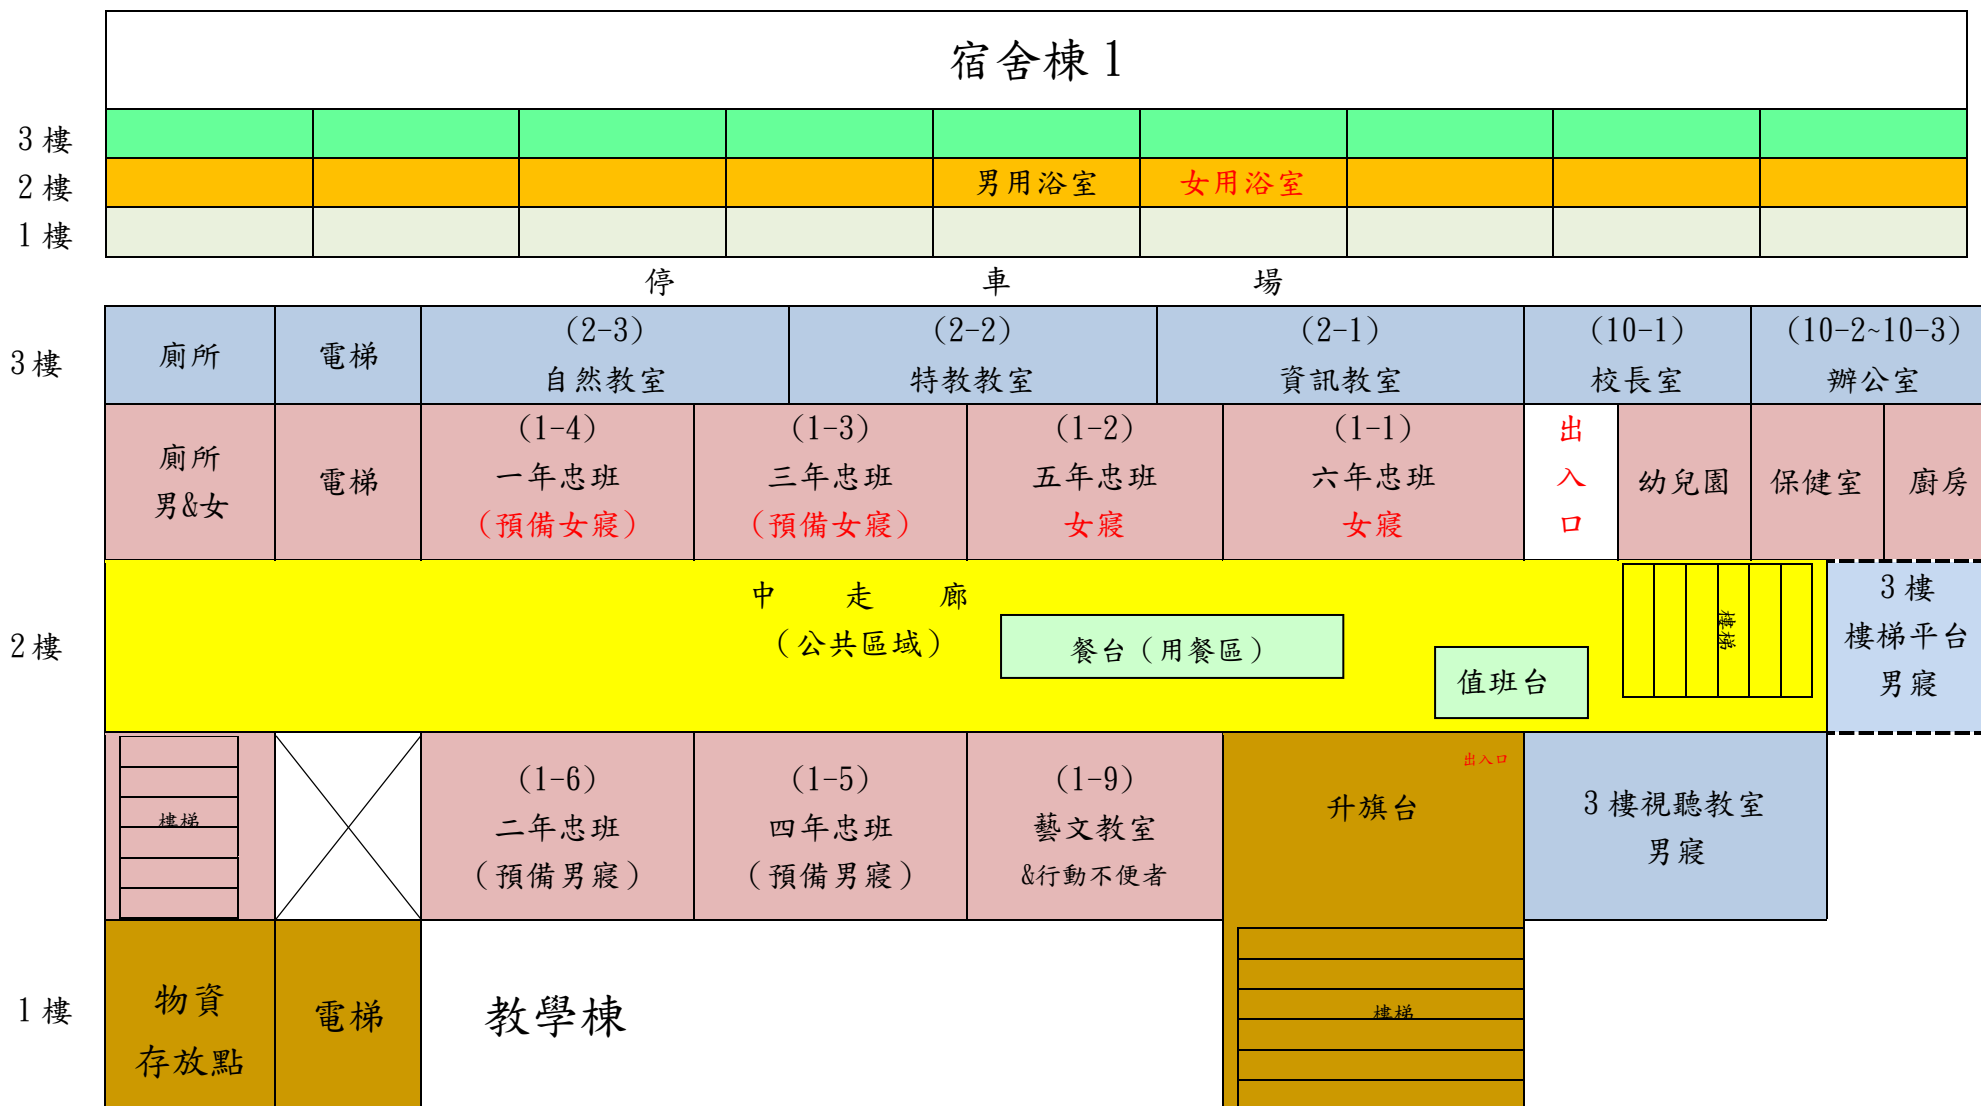 宿舍棟 1
3 樓
2 樓
男用浴室
女用浴室
1 樓
停車場
3 樓
廁所
電梯
(2-3)
自然教室
(2-2)
特教教室
(2-1)
資訊教室
(10-1)
校長室
(10-2~10-3)
辦公室
廁所
男&女
電梯
(1-4)
一年忠班
（預備女寢）
(1-3)
三年忠班
（預備女寢）
(1-2)
五年忠班
女寢
(1-1)
六年忠班
女寢
出
入
口
幼兒園
保健室
廚房
2 樓
中走廊
（公共區域）
餐台（用餐區）
值班台
樓梯
3 樓
樓梯平台
男寢
樓梯
(1-6)
二年忠班
（預備男寢）
(1-5)
四年忠班
（預備男寢）
(1-9)
藝文教室
&行動不便者
出入口
升旗台
3 樓視聽教室
男寢
1 樓
物資
存放點
電梯
教學棟
樓梯